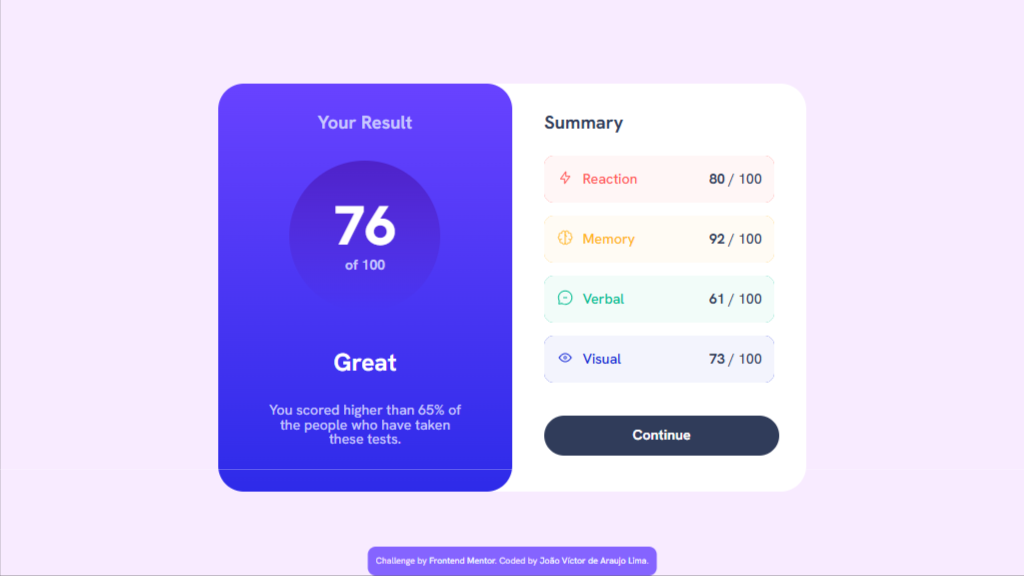 Your Result
76
of 100
Great
You scored higher than 65% of
the people who have taken
these tests.
Summary
Reaction 80 / 100
Memory 92 / 100
Verbal 61 / 100
Visual 73 / 100
Continue
Challenge by Frontend Mentor. Coded by João Víctor de Araujo Lima.